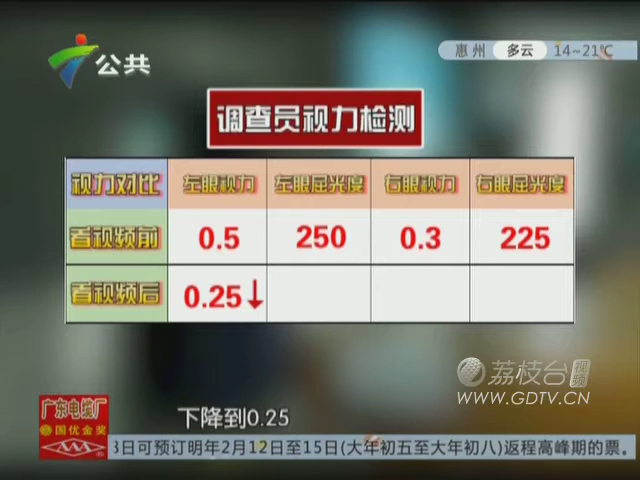 公共
惠州 多云 14~21℃
调查员视力检测
视力对比 左眼视力 左眼屈光度 右眼视力 右眼屈光度
看视频前 0.5 250 0.3 225
看视频后 0.25↓
荔枝台 视频
WWW.GDTV.CN
广东电缆厂
国优金奖
AAA
下降到0.25
3日可预订明年2月12日至15日(大年初五至大年初八)返程高峰期的票。